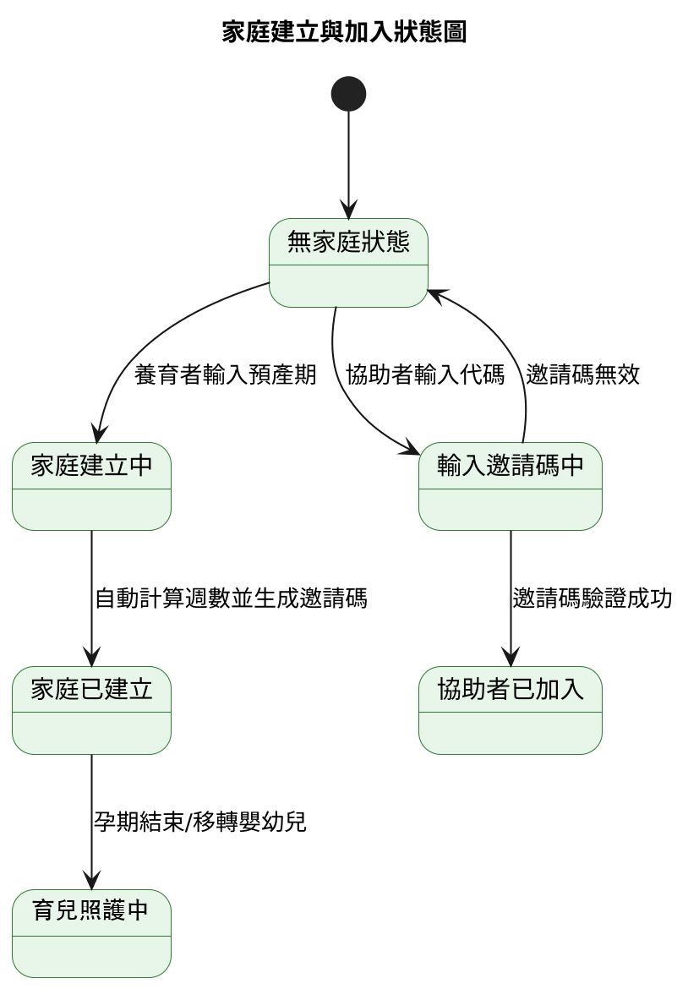 家庭建立與加入狀態圖
無家庭狀態
養育者輸入預產期
協助者輸入代碼
邀請碼無效
家庭建立中
輸入邀請碼中
自動計算週數並生成邀請碼
邀請碼驗證成功
家庭已建立
協助者已加入
孕期結束/移轉嬰幼兒
育兒照護中